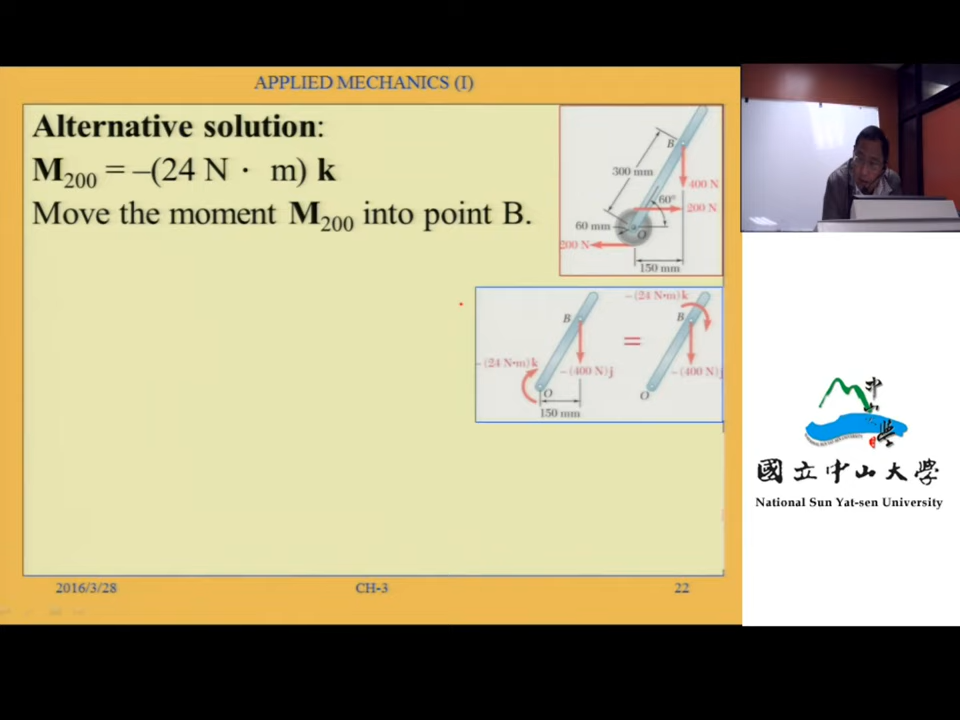 APPLIED MECHANICS (I)
Alternative solution:
M200 = –(24 N · m) k
Move the moment M200 into point B.
B
300 mm
400 N
60°
200 N
60 mm
O
200 N
150 mm
–(24 N•m)k
B
B
=
–(24 N•m)k
–(400 N)j
–(400 N)j
O
O
150 mm
國立中山大學
National Sun Yat-sen University
2016/3/28
CH-3
22